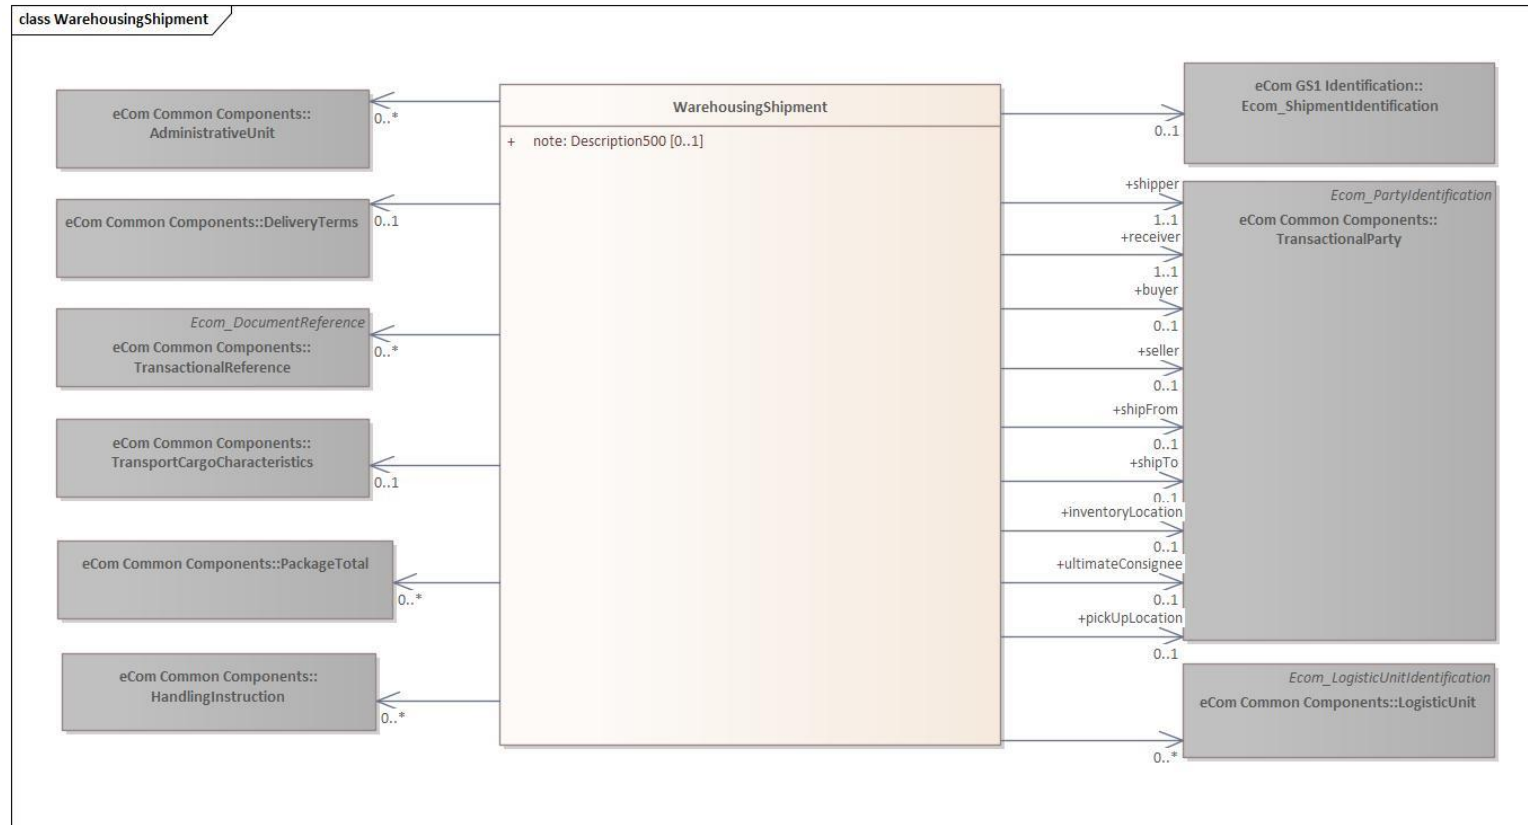 class WarehousingShipment
eCom Common Components::
AdministrativeUnit
0..*
eCom Common Components::DeliveryTerms
0..1
Ecom_DocumentReference
eCom Common Components::
TransactionalReference
0..*
eCom Common Components::
TransportCargoCharacteristics
0..1
eCom Common Components::PackageTotal
0..*
eCom Common Components::
HandlingInstruction
0..*
WarehousingShipment
+ note: Description500 [0..1]
eCom GS1 Identification::
Ecom_ShipmentIdentification
0..1
Ecom_PartyIdentification
eCom Common Components::
TransactionalParty
+shipper
1..1
+receiver
1..1
+buyer
0..1
+seller
0..1
+shipFrom
0..1
+shipTo
0..1
+inventoryLocation
0..1
+ultimateConsignee
0..1
+pickUpLocation
0..1
Ecom_LogisticUnitIdentification
eCom Common Components::LogisticUnit
0..*